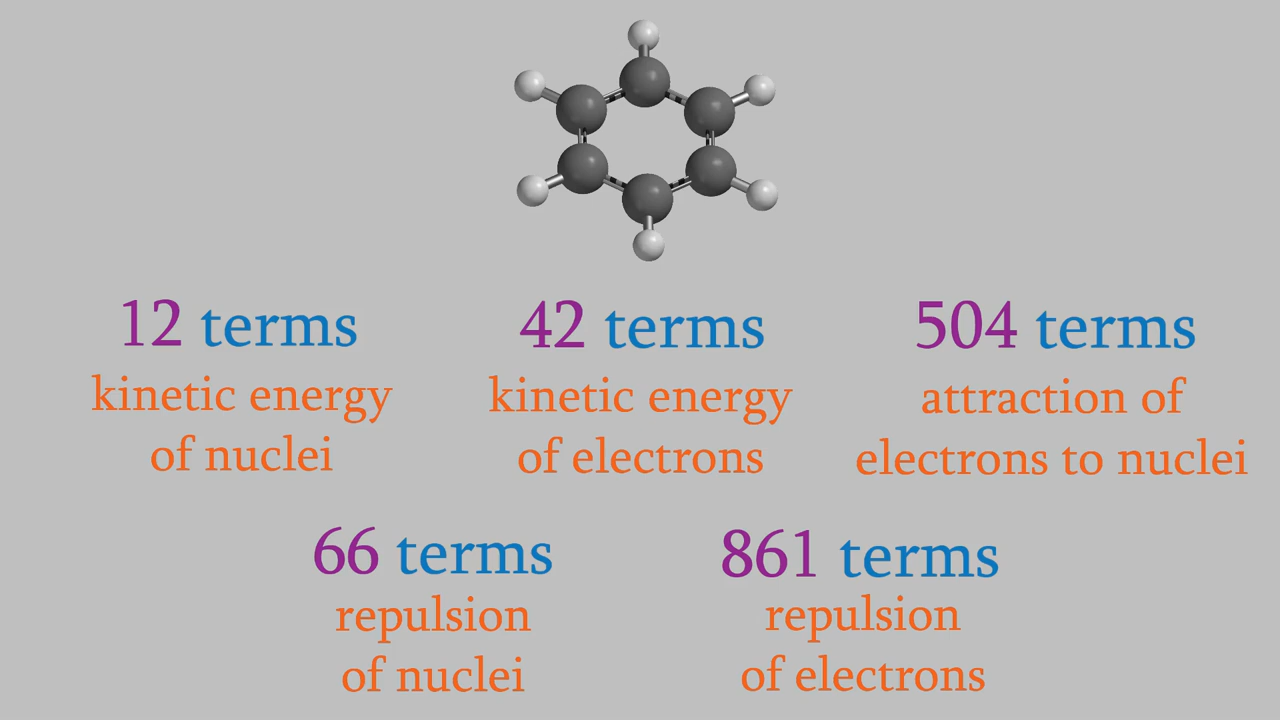 12 terms
kinetic energy
of nuclei
42 terms
kinetic energy
of electrons
504 terms
attraction of
electrons to nuclei
66 terms
repulsion
of nuclei
861 terms
repulsion
of electrons